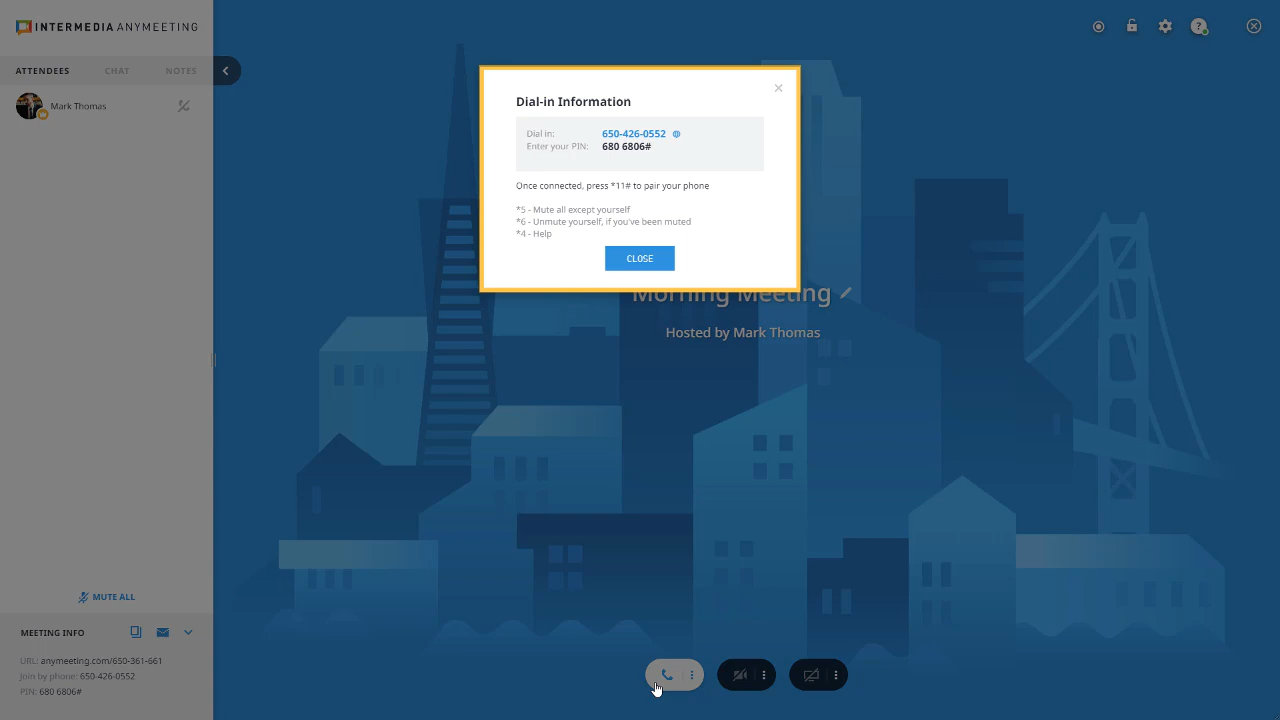 INTERMEDIA ANYMEETING
ATTENDEES CHAT NOTES
Mark Thomas
Dial-in Information
Dial in: 650-426-0552
Enter your PIN: 680 6806#
Once connected, press *11# to pair your phone
*5 - Mute all except yourself
*6 - Unmute yourself, if you've been muted
*4 - Help
CLOSE
Morning Meeting
Hosted by Mark Thomas
MUTE ALL
MEETING INFO
URL: anymeeting.com/650-361-661
Join by phone: 650-426-0552
PIN: 680 6806#